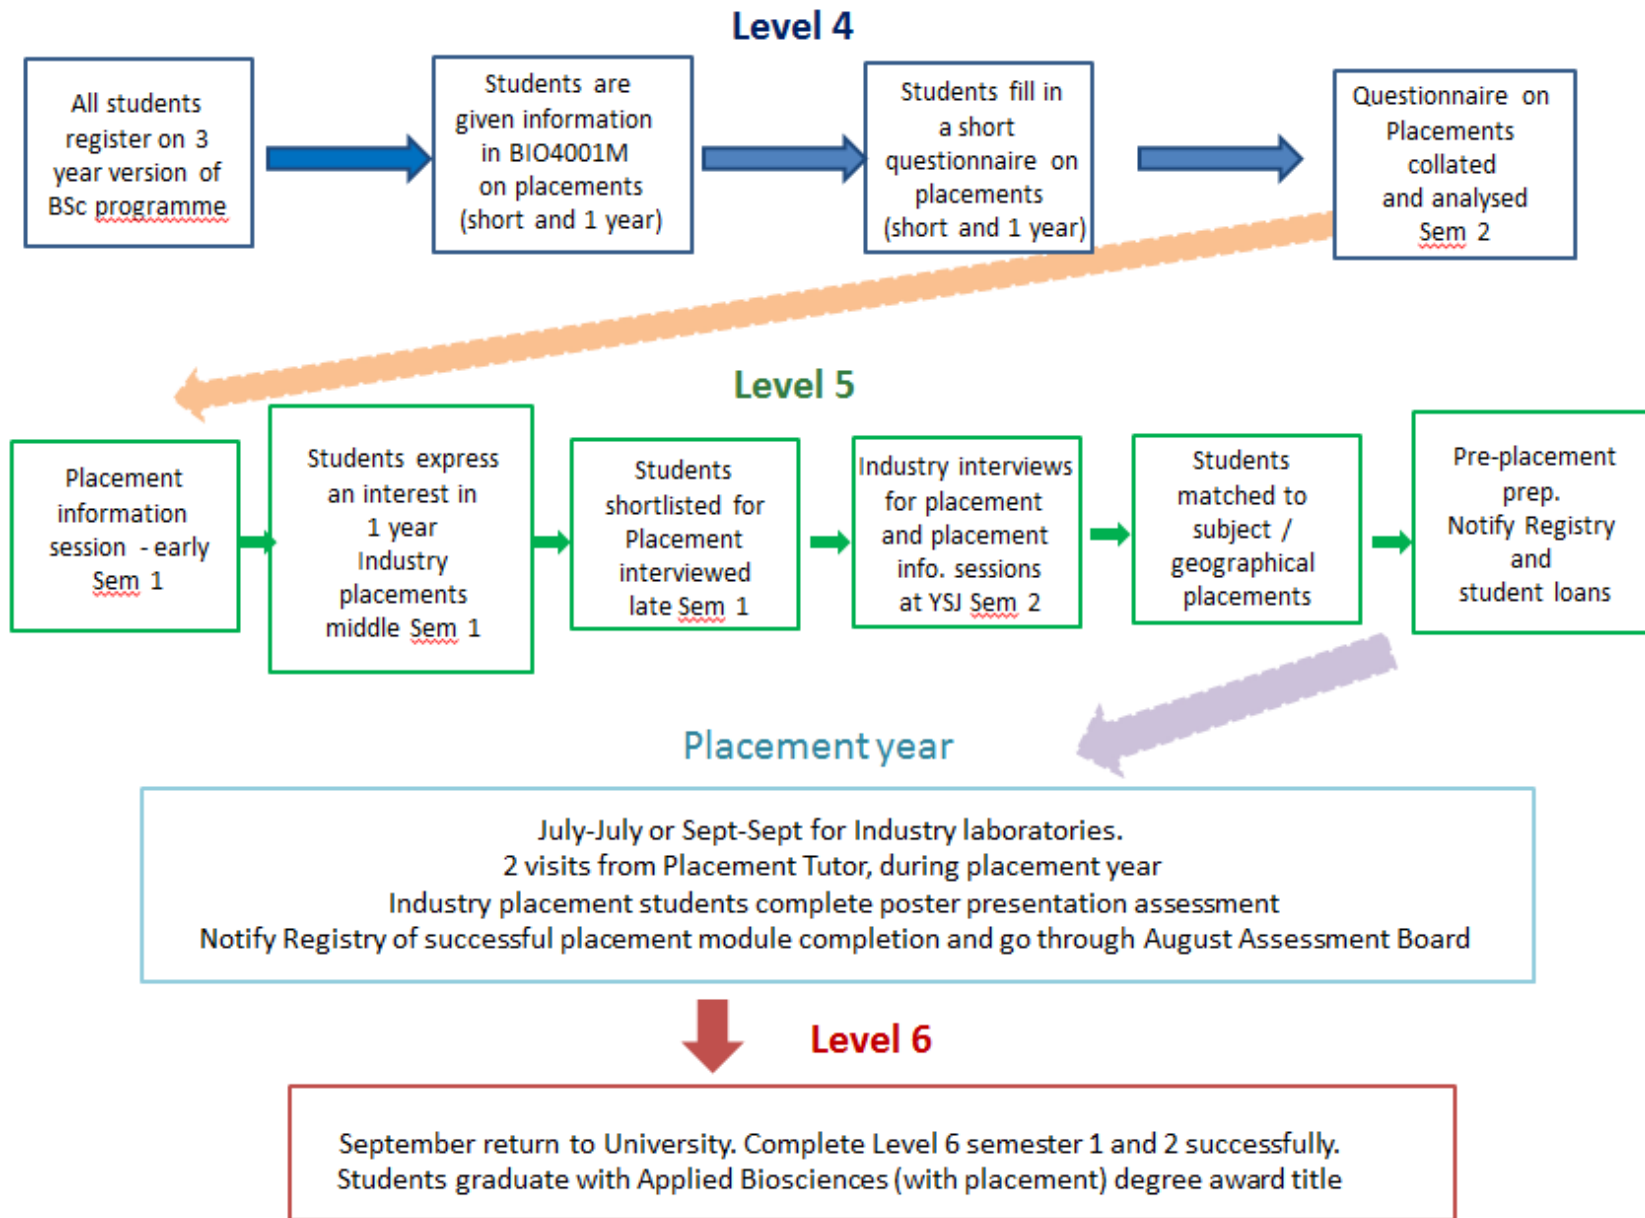 Level 4
All students
register on 3
year version of
BSc programme
Students are
given information
in BIO4001M
on placements
(short and 1 year)
Students fill in
a short
questionnaire on
placements
(short and 1 year)
Questionnaire on
Placements
collated
and analysed
Sem 2
Level 5
Placement
information
session - early
Sem 1
Students express
an interest in
1 year
Industry
placements
middle Sem 1
Students
shortlisted for
Placement
interviewed
late Sem 1
Industry interviews
for placement
and placement
info. sessions
at YSJ Sem 2
Students
matched to
subject /
geographical
placements
Pre-placement
prep.
Notify Registry
and
student loans
Placement year
July-July or Sept-Sept for Industry laboratories.
2 visits from Placement Tutor, during placement year
Industry placement students complete poster presentation assessment
Notify Registry of successful placement module completion and go through August Assessment Board
Level 6
September return to University. Complete Level 6 semester 1 and 2 successfully.
Students graduate with Applied Biosciences (with placement) degree award title